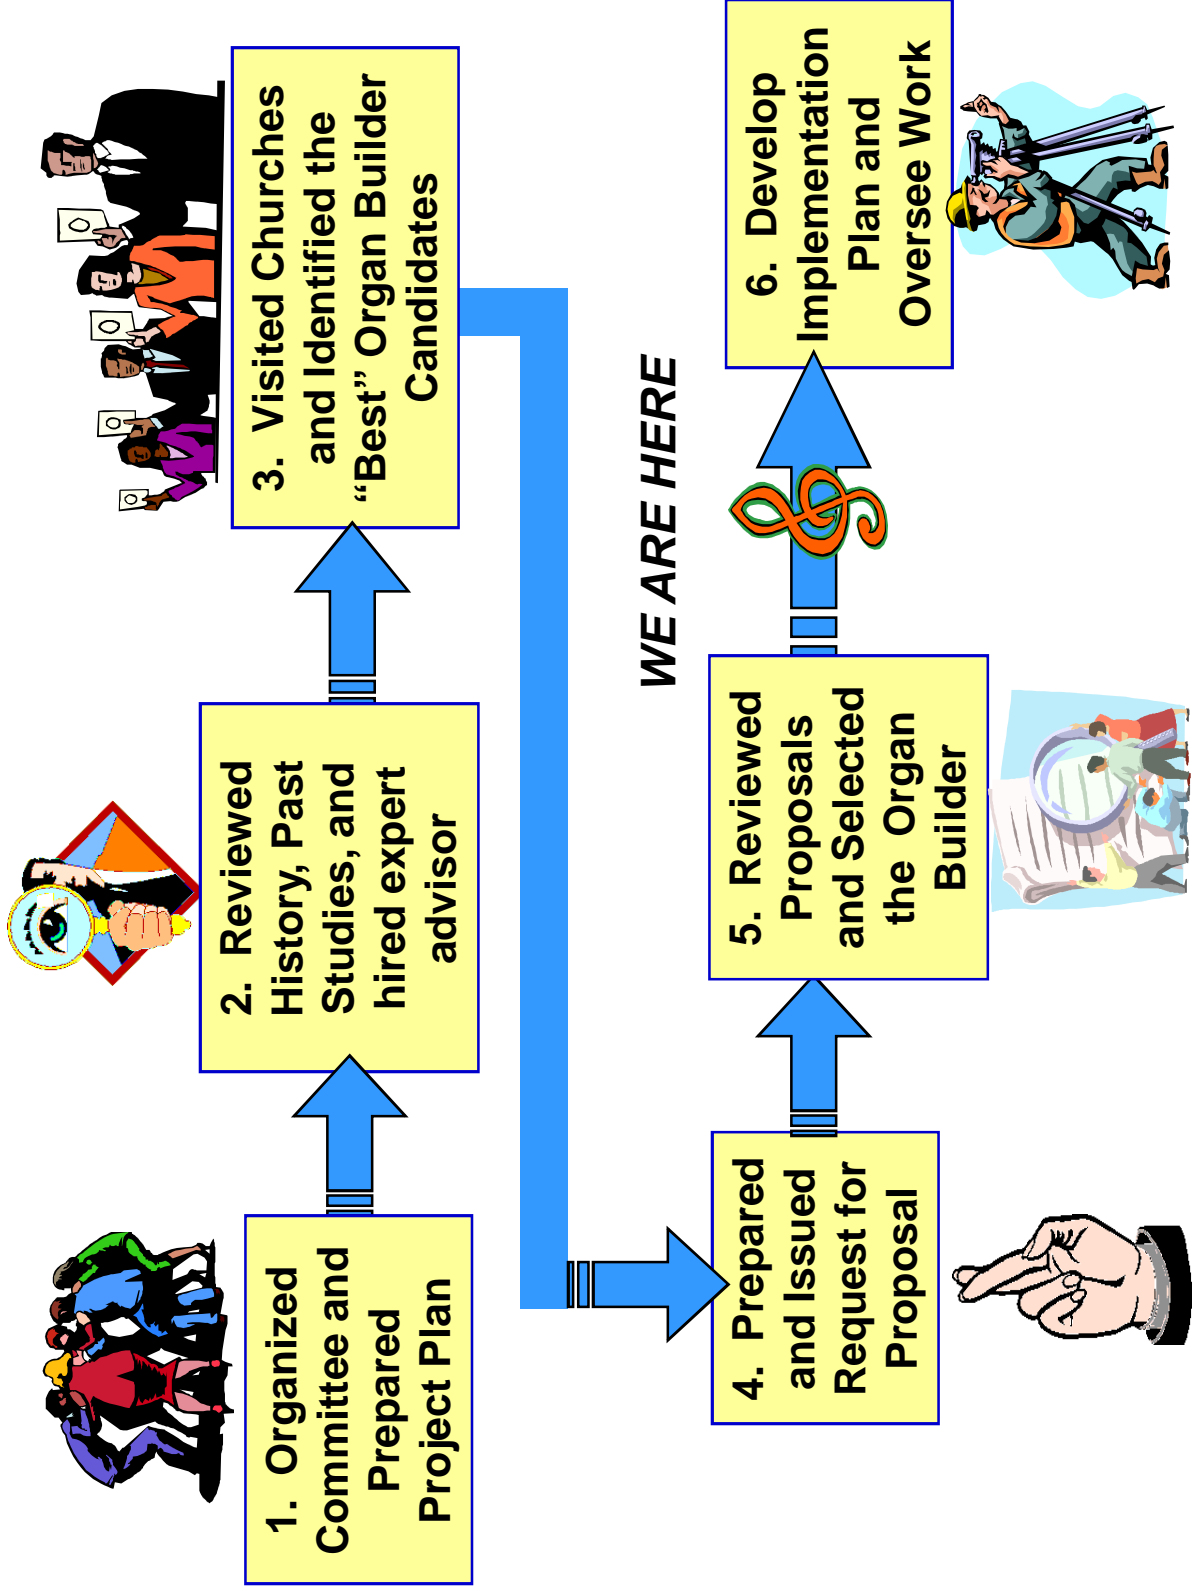 1.  Organized
Committee and
Prepared
Project Plan
2.  Reviewed
History, Past
Studies, and
hired expert
advisor
3.  Visited Churches
and Identified the
“Best” Organ Builder
Candidates
4.  Prepared
and Issued
Request for
Proposal
5.  Reviewed
Proposals
and Selected
the  Organ
Builder
WE ARE HERE
6.  Develop
Implementation
Plan and
Oversee Work